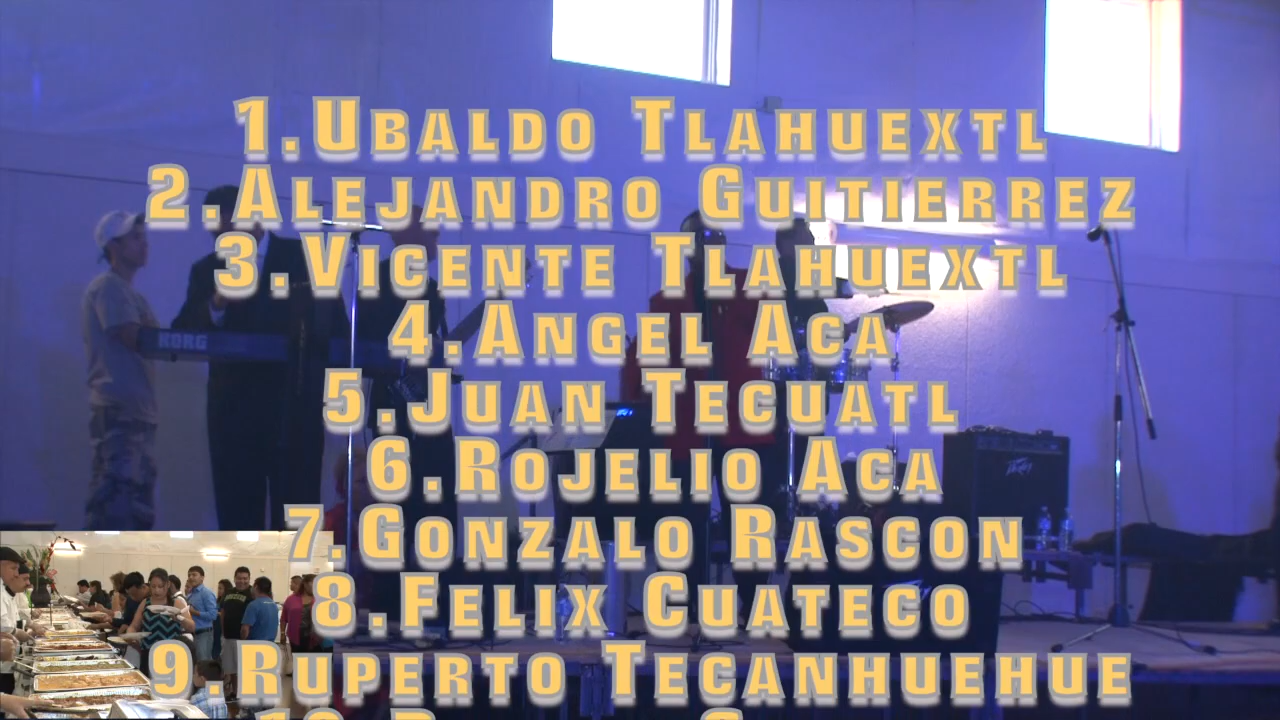 1.Ubaldo Tlahuextl
2.Alejandro Guitierrez
3.Vicente Tlahuextl
4.Angel Aca
5.Juan Tecuatl
6.Rojelio Aca
7.Gonzalo Rascon
8.Felix Cuateco
9.Ruperto Tecanhuehue
KORG
PEAVEY